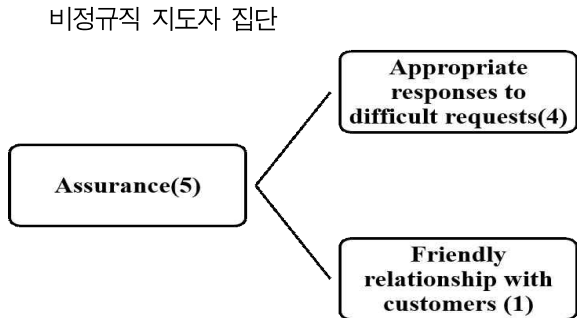 비정규직 지도자 집단
Appropriate
responses to
difficult requests(4)
Assurance(5)
Friendly
relationship with
customers (1)